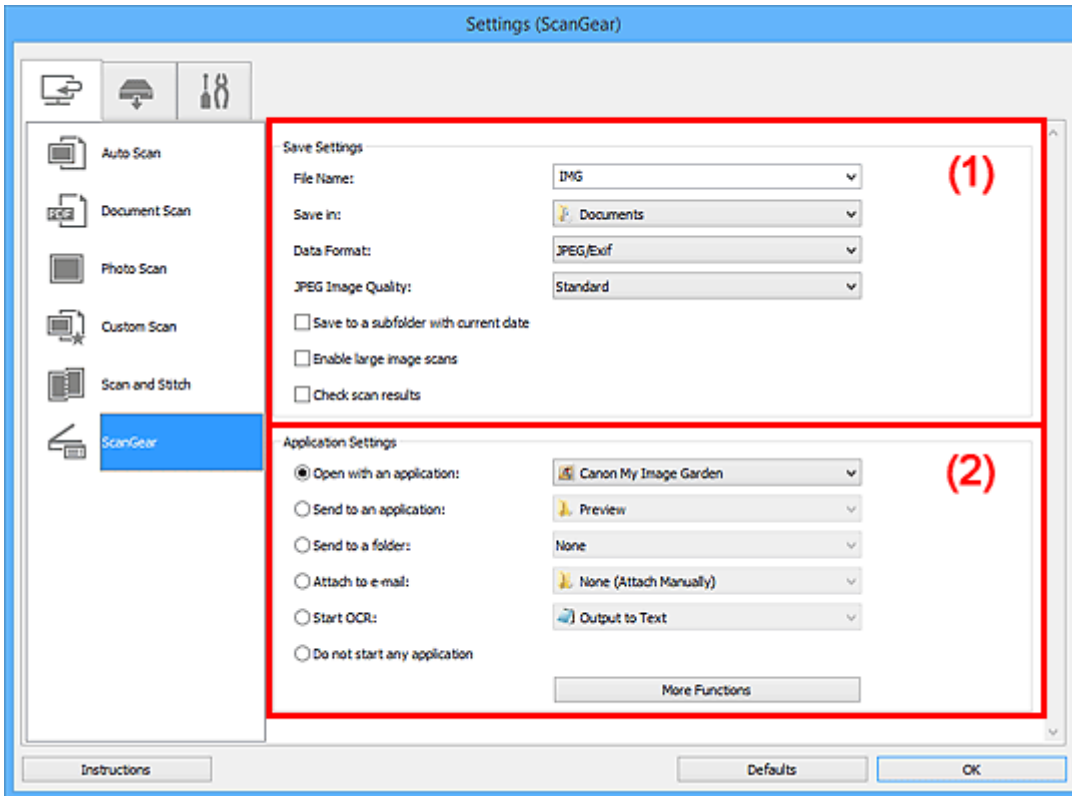 Settings (ScanGear)
Auto Scan
Document Scan
Photo Scan
Custom Scan
Scan and Stitch
ScanGear
Save Settings
(1)
File Name: IMG
Save in: Documents
Data Format: JPEG/Exif
JPEG Image Quality: Standard
Save to a subfolder with current date
Enable large image scans
Check scan results
Application Settings
(2)
Open with an application: Canon My Image Garden
Send to an application: Preview
Send to a folder: None
Attach to e-mail: None (Attach Manually)
Start OCR: Output to Text
Do not start any application
More Functions
Instructions
Defaults
OK